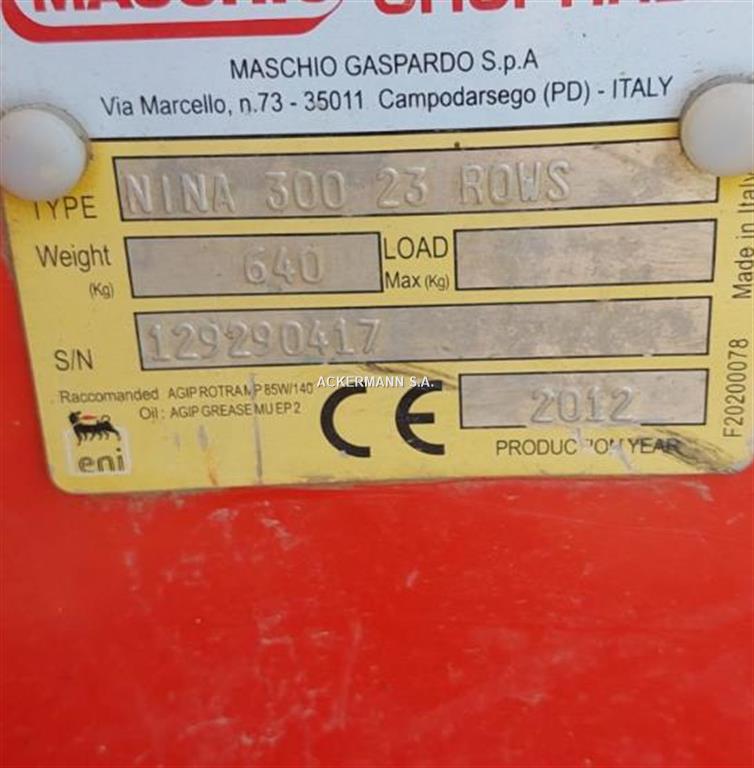 MASCHIO
MASCHIO GASPARDO S.p.A
Via Marcello, n.73 - 35011 Campodarsego (PD) - ITALY
TYPE NINA 300 23 ROWS
Weight (Kg) 640 LOAD Max (Kg)
S/N 129290417
ACKERMANN S.A.
Raccomanded AGIP ROTRA MP 85W/140
Oil : AGIP GREASE MU EP 2
eni
CE
2012
PRODUCTION YEAR
F20200078 Made in Italy